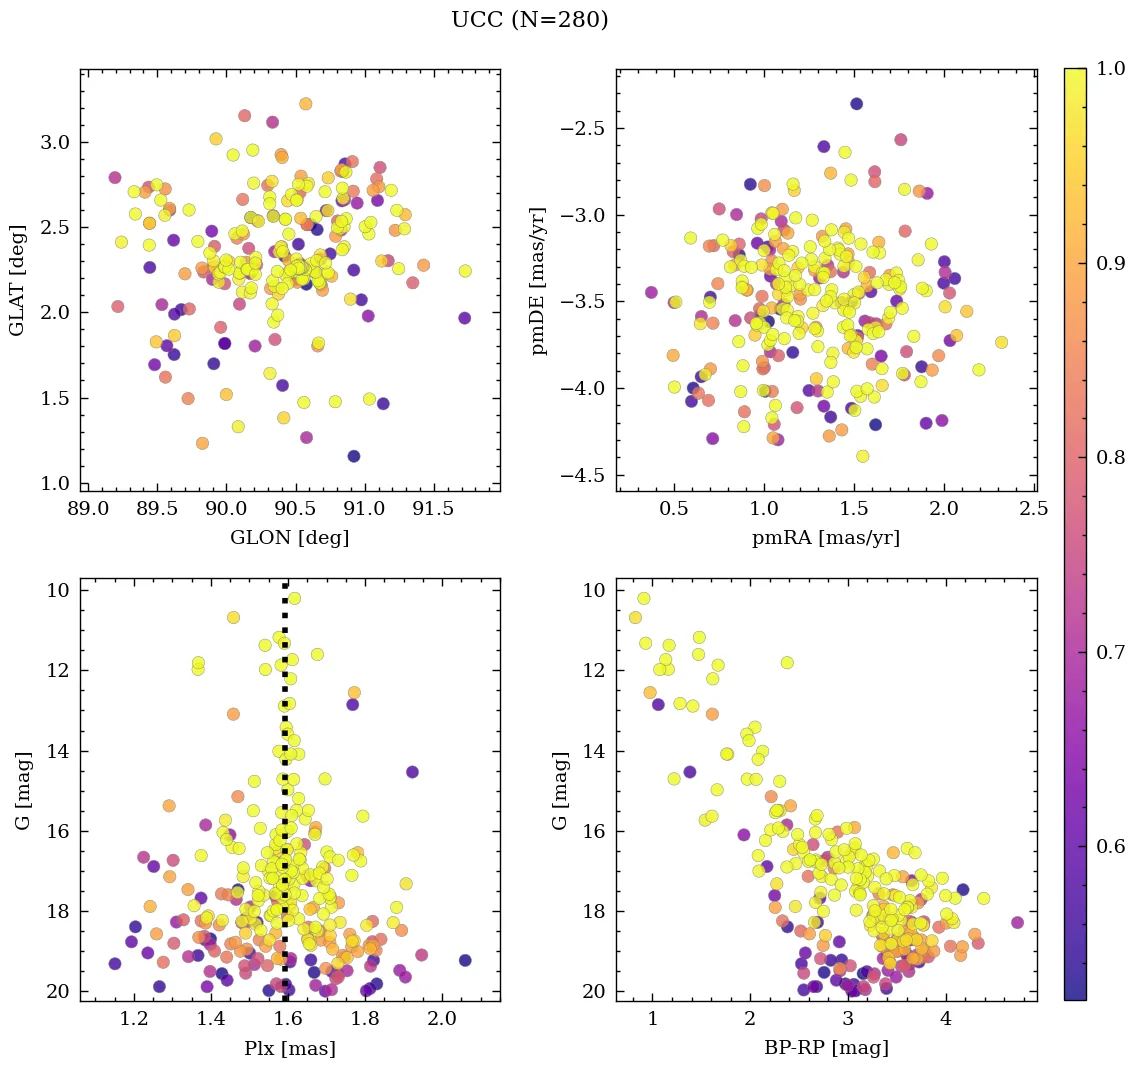 UCC (N=280)
3.0
2.5
2.0
1.5
1.0
GLAT [deg]
89.0 89.5 90.0 90.5 91.0 91.5
GLON [deg]
−2.5
−3.0
−3.5
−4.0
−4.5
pmDE [mas/yr]
0.5 1.0 1.5 2.0 2.5
pmRA [mas/yr]
1.0
0.9
0.8
0.7
0.6
10
12
14
16
18
20
G [mag]
1.2 1.4 1.6 1.8 2.0
Plx [mas]
10
12
14
16
18
20
G [mag]
1 2 3 4
BP-RP [mag]